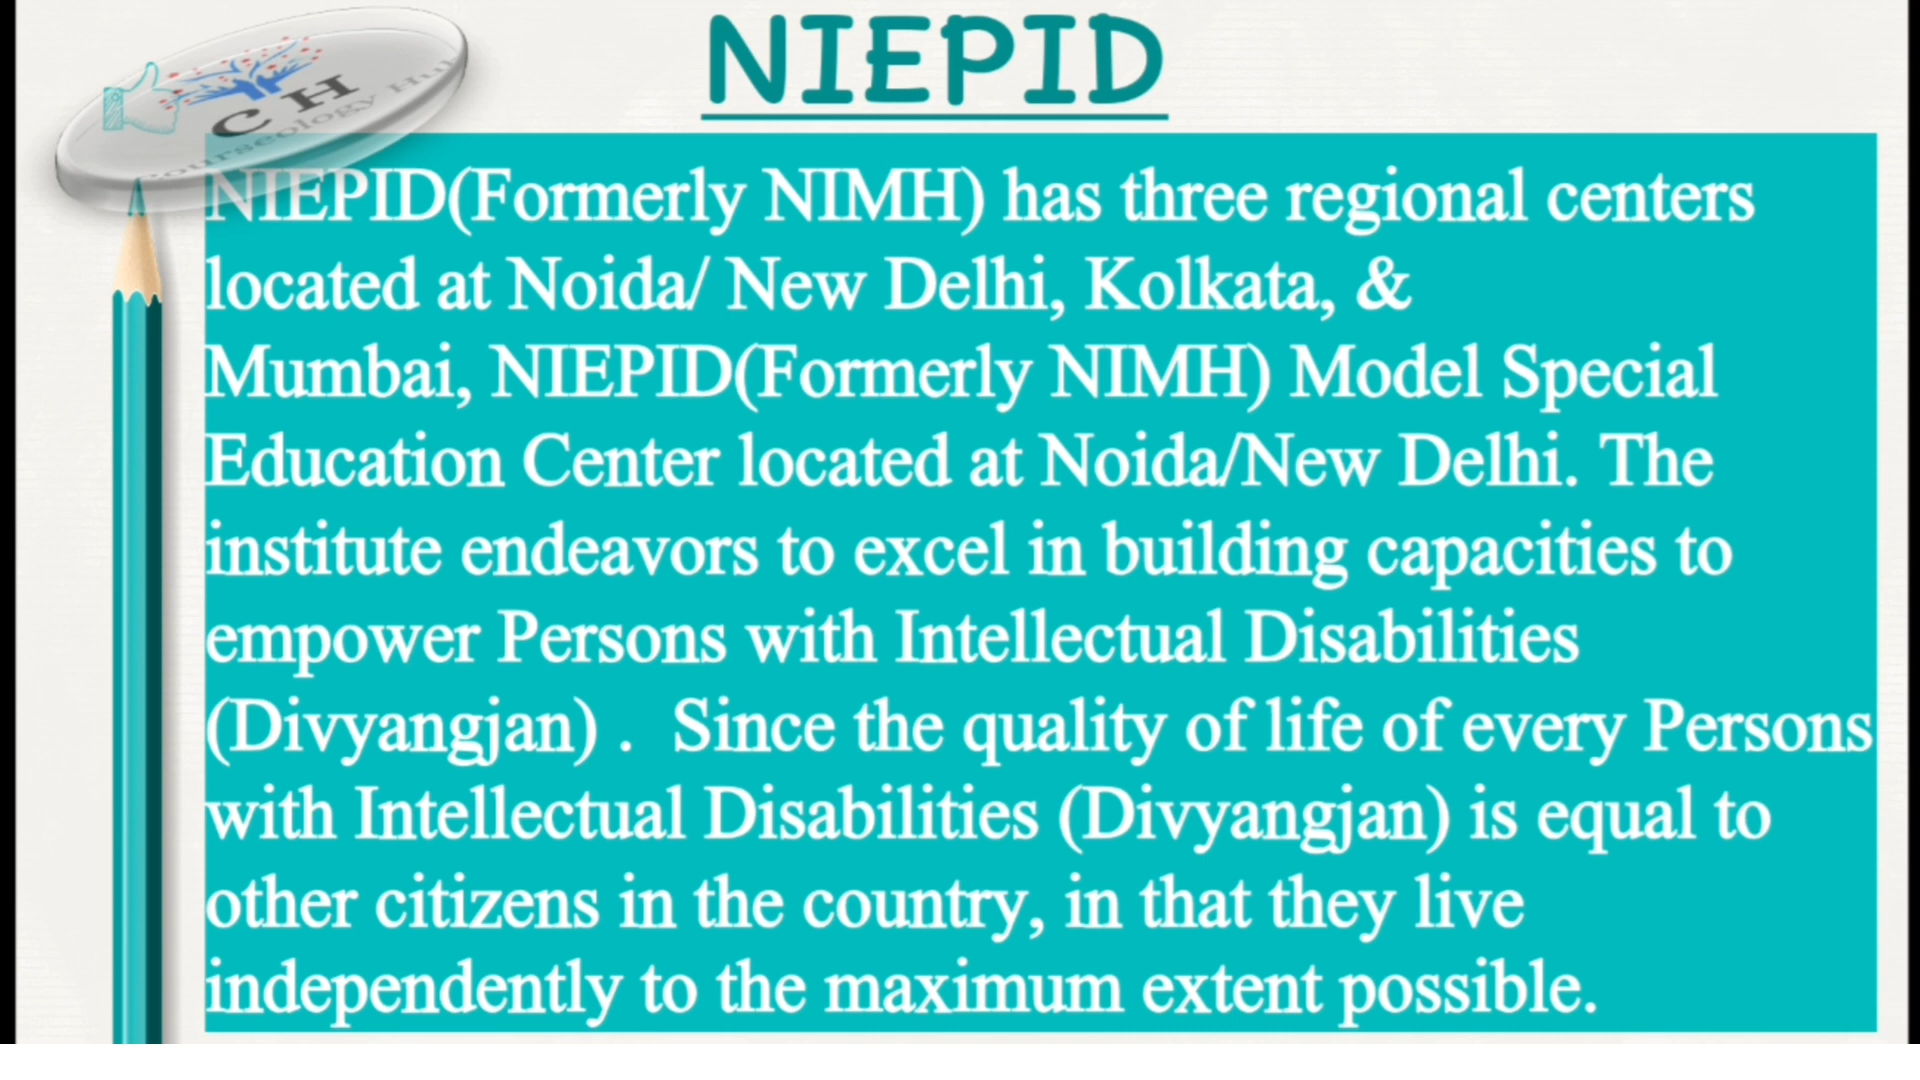 NIEPID
C H
Courseology Hub
NIEPID(Formerly NIMH) has three regional centers
located at Noida/ New Delhi, Kolkata, &
Mumbai, NIEPID(Formerly NIMH) Model Special
Education Center located at Noida/New Delhi. The
institute endeavors to excel in building capacities to
empower Persons with Intellectual Disabilities
(Divyangjan) .  Since the quality of life of every Persons
with Intellectual Disabilities (Divyangjan) is equal to
other citizens in the country, in that they live
independently to the maximum extent possible.